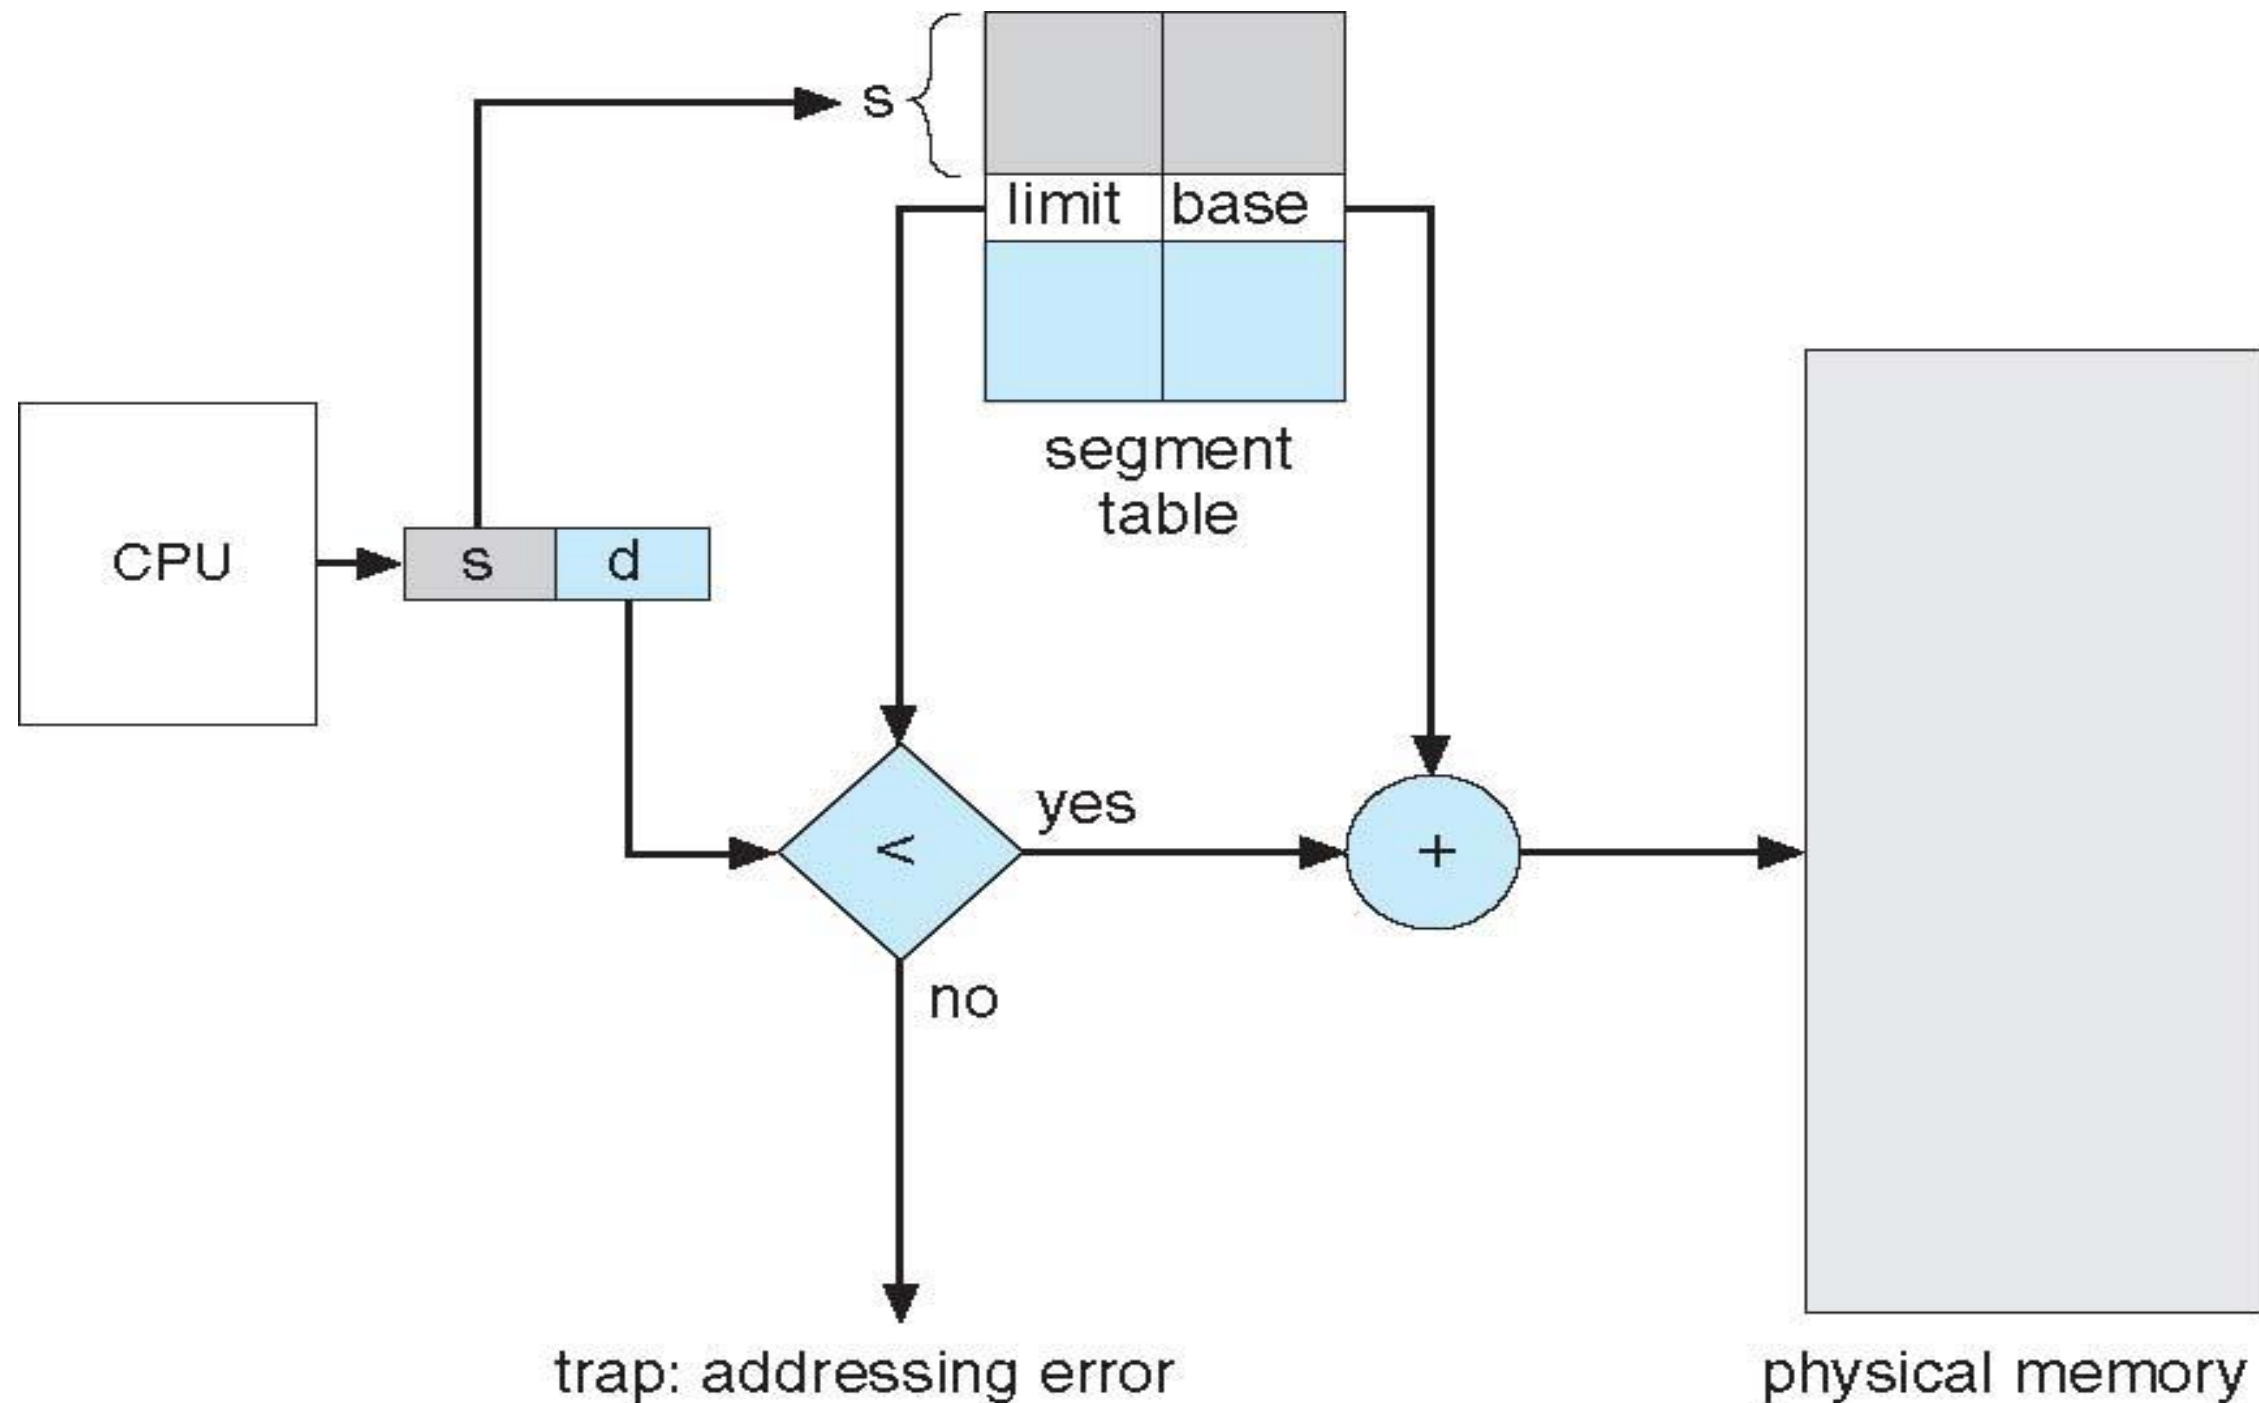 s
limit
base
segment
table
CPU
s
d
yes
<
+
no
trap: addressing error
physical memory